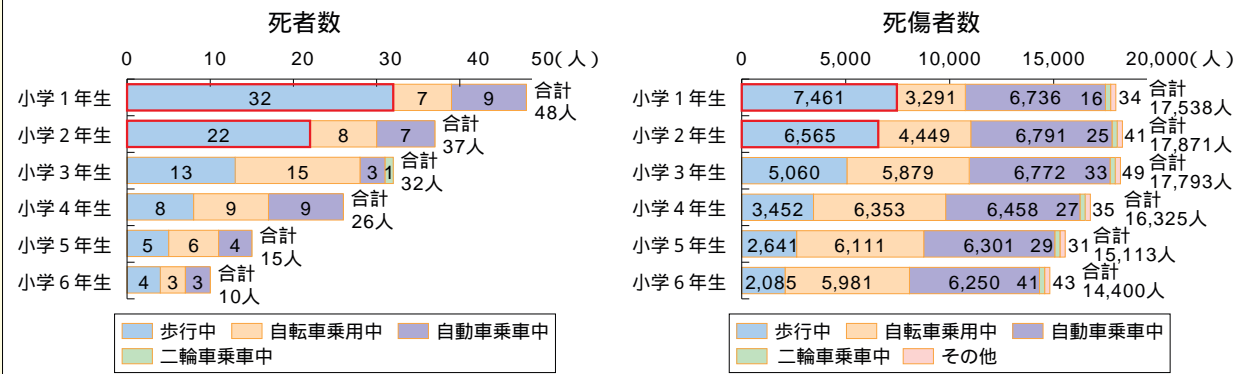 死者数
0 10 20 30 40 50(人)
小学1年生 32 7 9 合計 48人
小学2年生 22 8 7 合計 37人
小学3年生 13 15 3 1 合計 32人
小学4年生 8 9 9 合計 26人
小学5年生 5 6 4 合計 15人
小学6年生 4 3 3 合計 10人
歩行中 自転車乗用中 自動車乗車中
二輪車乗車中
死傷者数
0 5,000 10,000 15,000 20,000(人)
小学1年生 7,461 3,291 6,736 16 34 合計 17,538人
小学2年生 6,565 4,449 6,791 25 41 合計 17,871人
小学3年生 5,060 5,879 6,772 33 49 合計 17,793人
小学4年生 3,452 6,353 6,458 27 35 合計 16,325人
小学5年生 2,641 6,111 6,301 29 31 合計 15,113人
小学6年生 2,085 5,981 6,250 41 43 合計 14,400人
歩行中 自転車乗用中 自動車乗車中
二輪車乗車中 その他